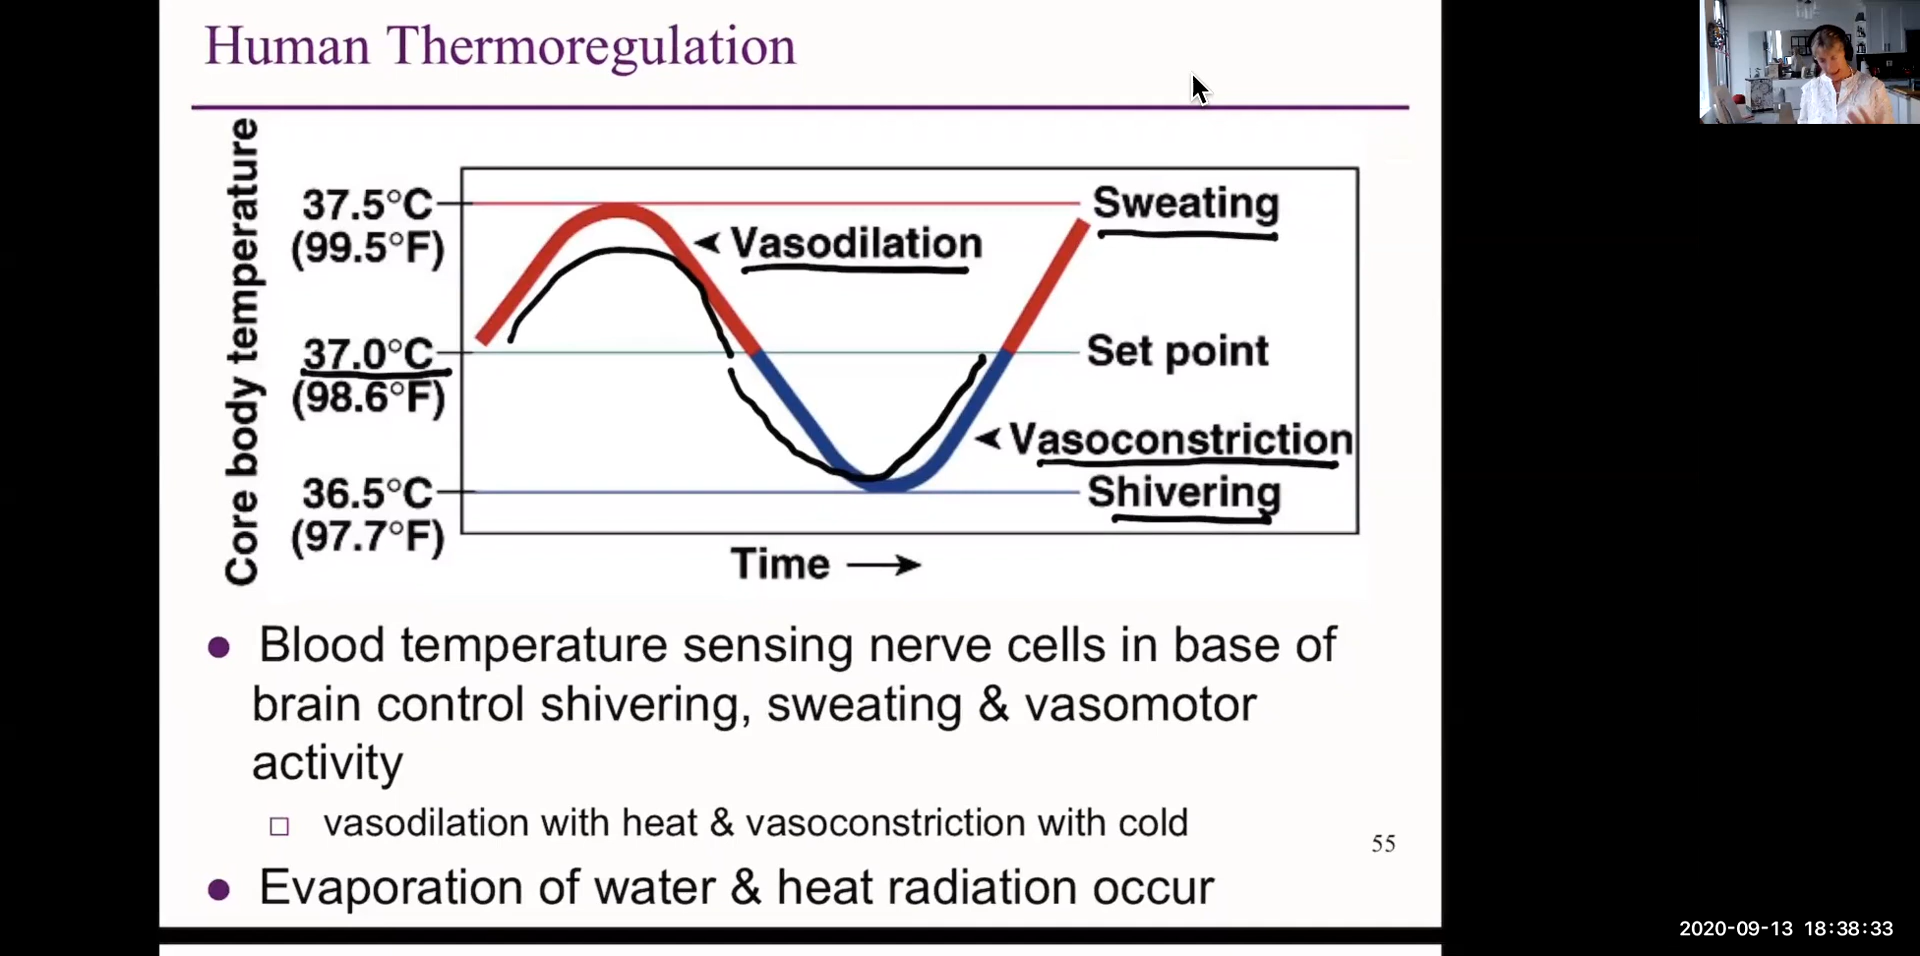 Human Thermoregulation
Core body temperature
37.5°C
(99.5°F)
37.0°C
(98.6°F)
36.5°C
(97.7°F)
Sweating
Vasodilation
Set point
Vasoconstriction
Shivering
Time
● Blood temperature sensing nerve cells in base of
brain control shivering, sweating & vasomotor
activity
□ vasodilation with heat & vasoconstriction with cold
55
● Evaporation of water & heat radiation occur
2020-09-13 18:38:33